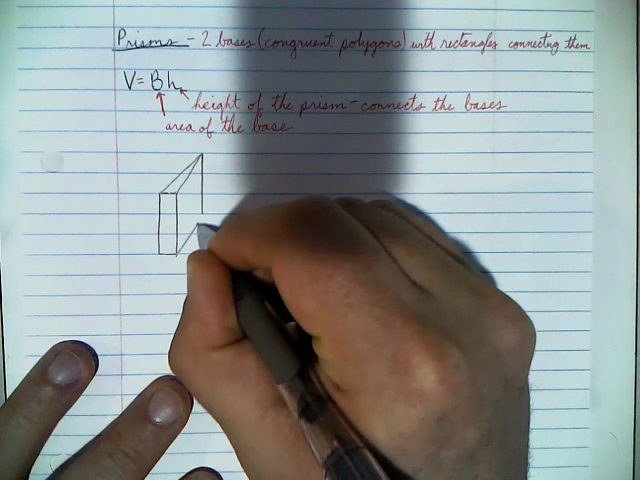 Prisms - 2 bases (congruent polygons) with rectangles connecting them
V = Bh
height of the prism - connects the bases
area of the base